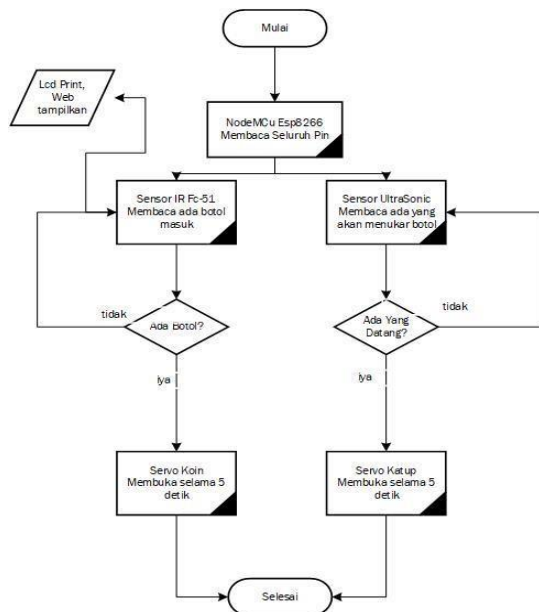 Mulai
Lcd Print,
Web
tampilkan
NodeMCu Esp8266
Membaca Seluruh Pin
Sensor IR Fc-51
Membaca ada botol
masuk
Sensor UltraSonic
Membaca ada yang
akan menukar botol
tidak
Ada Botol?
tidak
Ada Yang
Datang?
iya
iya
Servo Koin
Membuka selama 5
detik
Servo Katup
Membuka selama 5
detik
Selesai